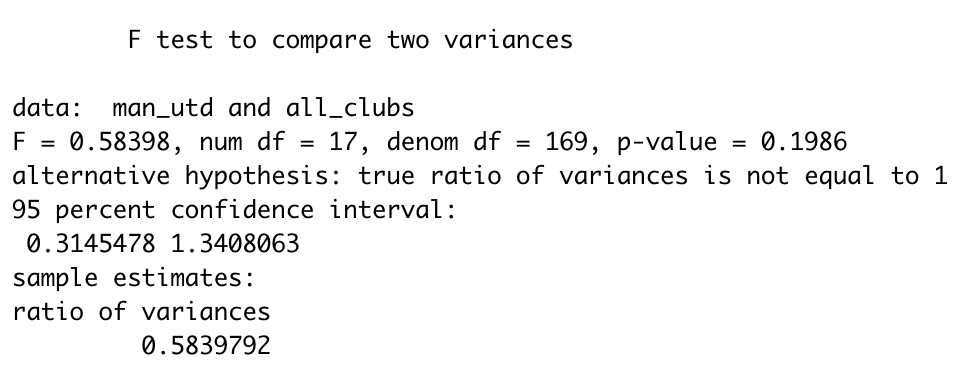 F test to compare two variances
data:  man_utd and all_clubs
F = 0.58398, num df = 17, denom df = 169, p-value = 0.1986
alternative hypothesis: true ratio of variances is not equal to 1
95 percent confidence interval:
0.3145478 1.3408063
sample estimates:
ratio of variances
0.5839792